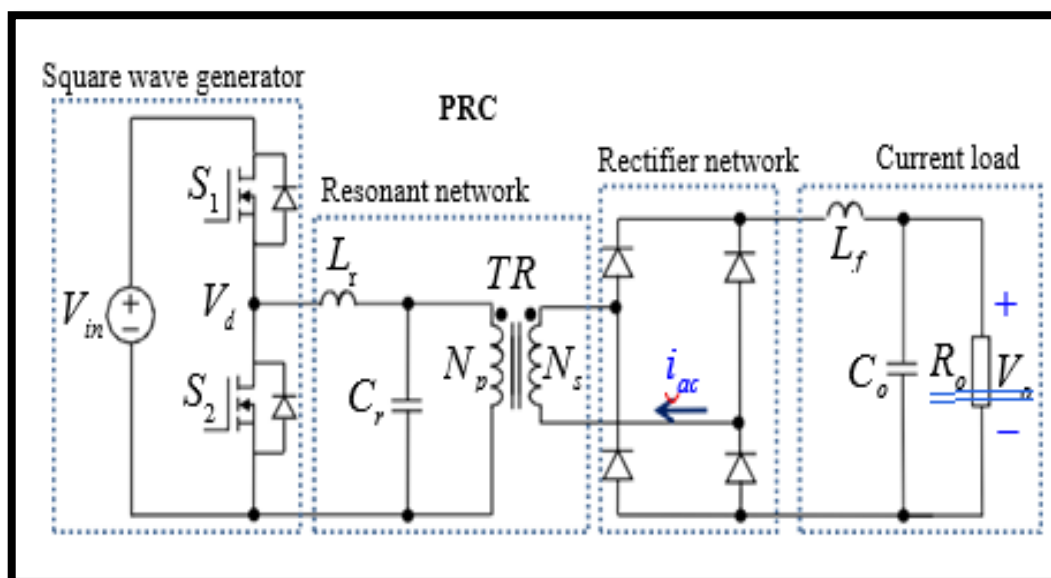 Square wave generator
PRC
Rectifier network
Current load
Resonant network
S1
Lr
TR
Lf
Vin
+
−
Vd
Np
Ns
iac
+
S2
Cr
Co
Ro
−